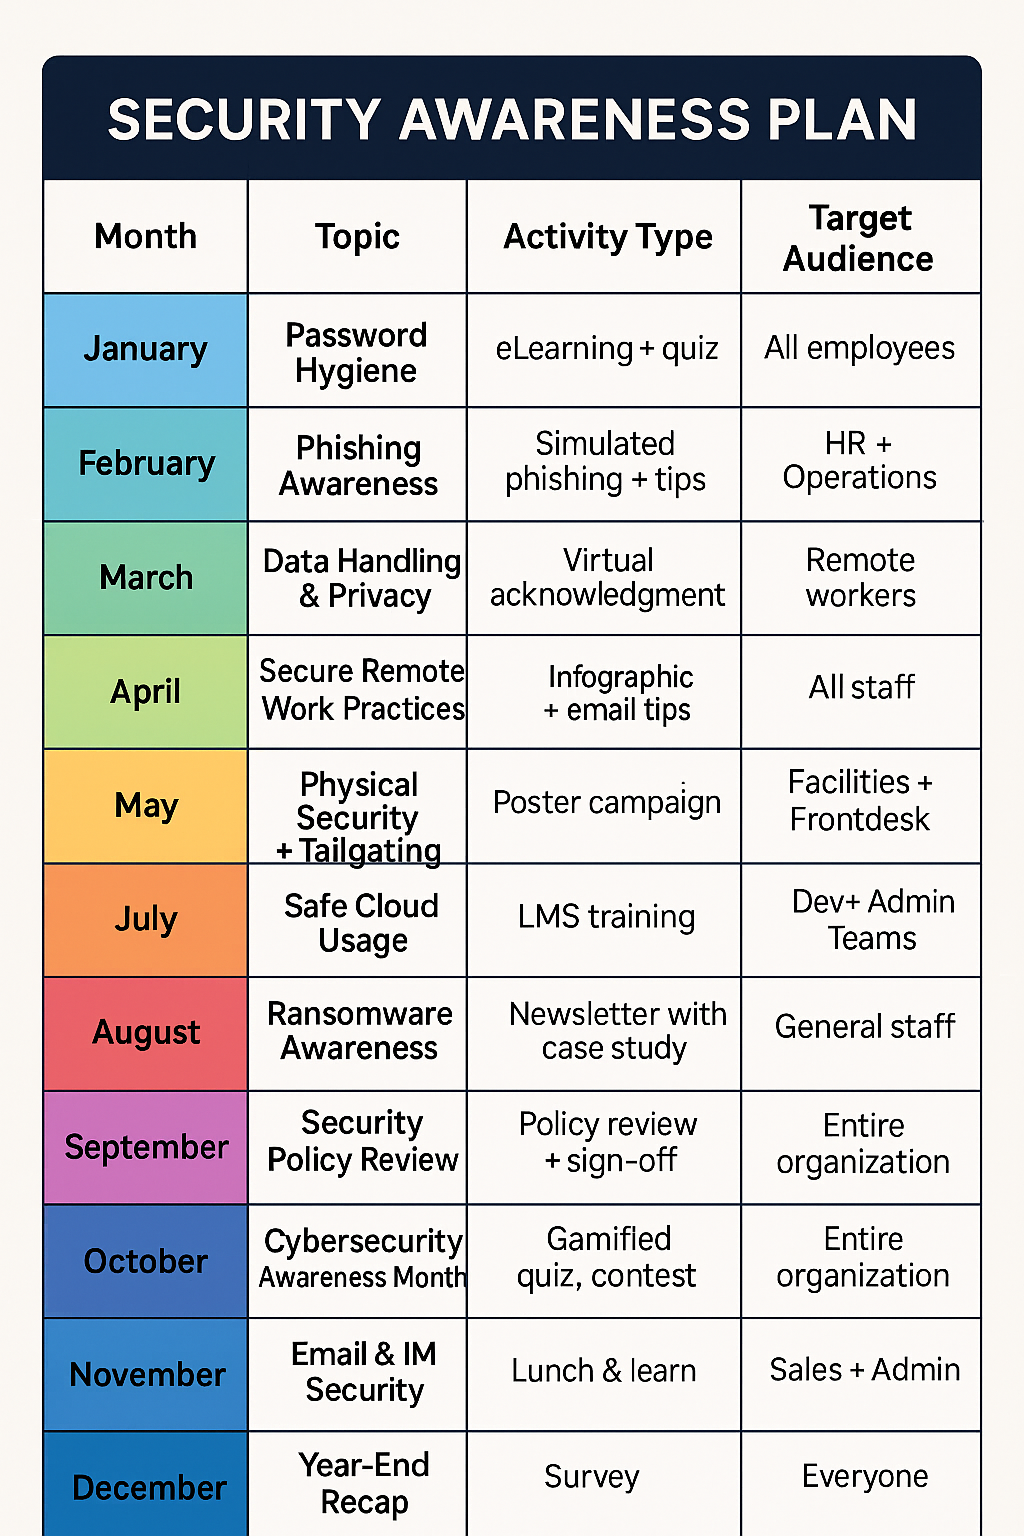 SECURITY AWARENESS PLAN
Month
Topic
Activity Type
Target
Audience
January
Password
Hygiene
eLearning + quiz
All employees
February
Phishing
Awareness
Simulated
phishing + tips
HR +
Operations
March
Data Handling
& Privacy
Virtual
acknowledgment
Remote
workers
April
Secure Remote
Work Practices
Infographic
+ email tips
All staff
May
Physical
Security
+ Tailgating
Poster campaign
Facilities +
Frontdesk
July
Safe Cloud
Usage
LMS training
Dev+ Admin
Teams
August
Ransomware
Awareness
Newsletter with
case study
General staff
September
Security
Policy Review
Policy review
+ sign-off
Entire
organization
October
Cybersecurity
Awareness Month
Gamified
quiz, contest
Entire
organization
November
Email & IM
Security
Lunch & learn
Sales + Admin
December
Year-End
Recap
Survey
Everyone